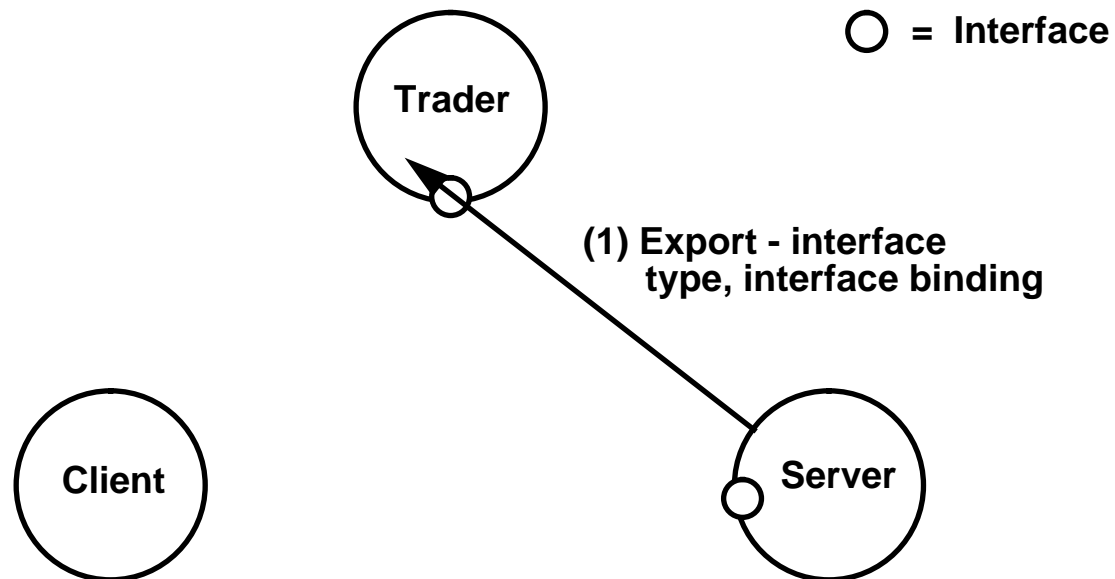 = Interface
Trader
(1) Export - interface
type, interface binding
Client
Server